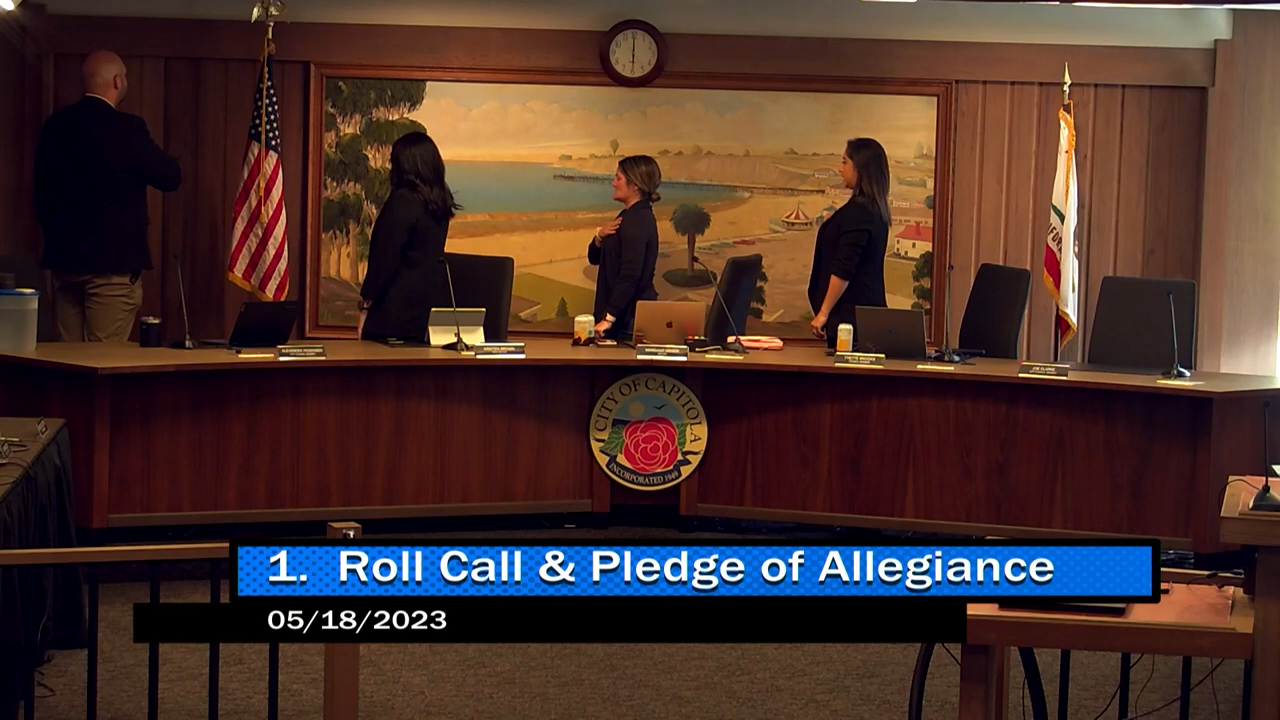 CITY OF CAPITOLA
INCORPORATED 1949
1. Roll Call & Pledge of Allegiance
05/18/2023